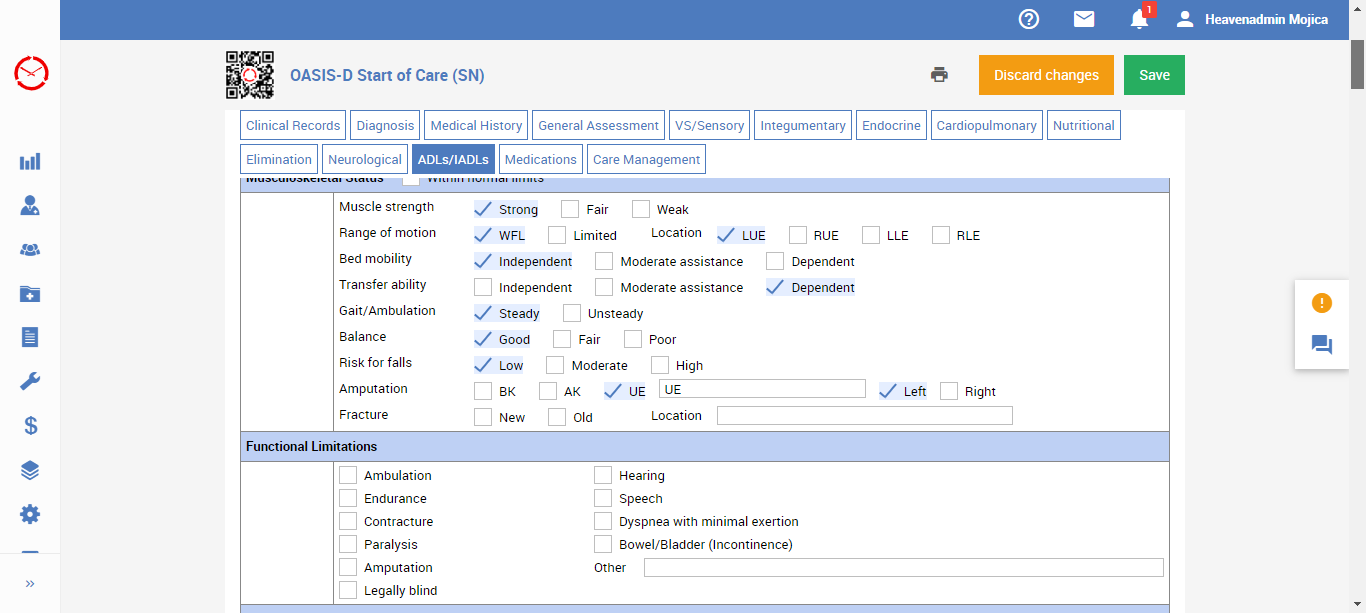 1
Heavenadmin Mojica
OASIS-D Start of Care (SN)
Discard changes
Save
Clinical Records
Diagnosis
Medical History
General Assessment
VS/Sensory
Integumentary
Endocrine
Cardiopulmonary
Nutritional
Elimination
Neurological
ADLs/IADLs
Medications
Care Management
Musculoskeletal Status Within normal limits
Muscle strength Strong Fair Weak
Range of motion WFL Limited Location LUE RUE LLE RLE
Bed mobility Independent Moderate assistance Dependent
Transfer ability Independent Moderate assistance Dependent
Gait/Ambulation Steady Unsteady
Balance Good Fair Poor
Risk for falls Low Moderate High
Amputation BK AK UE UE Left Right
Fracture New Old Location
Functional Limitations
Ambulation Hearing
Endurance Speech
Contracture Dyspnea with minimal exertion
Paralysis Bowel/Bladder (Incontinence)
Amputation Other
Legally blind